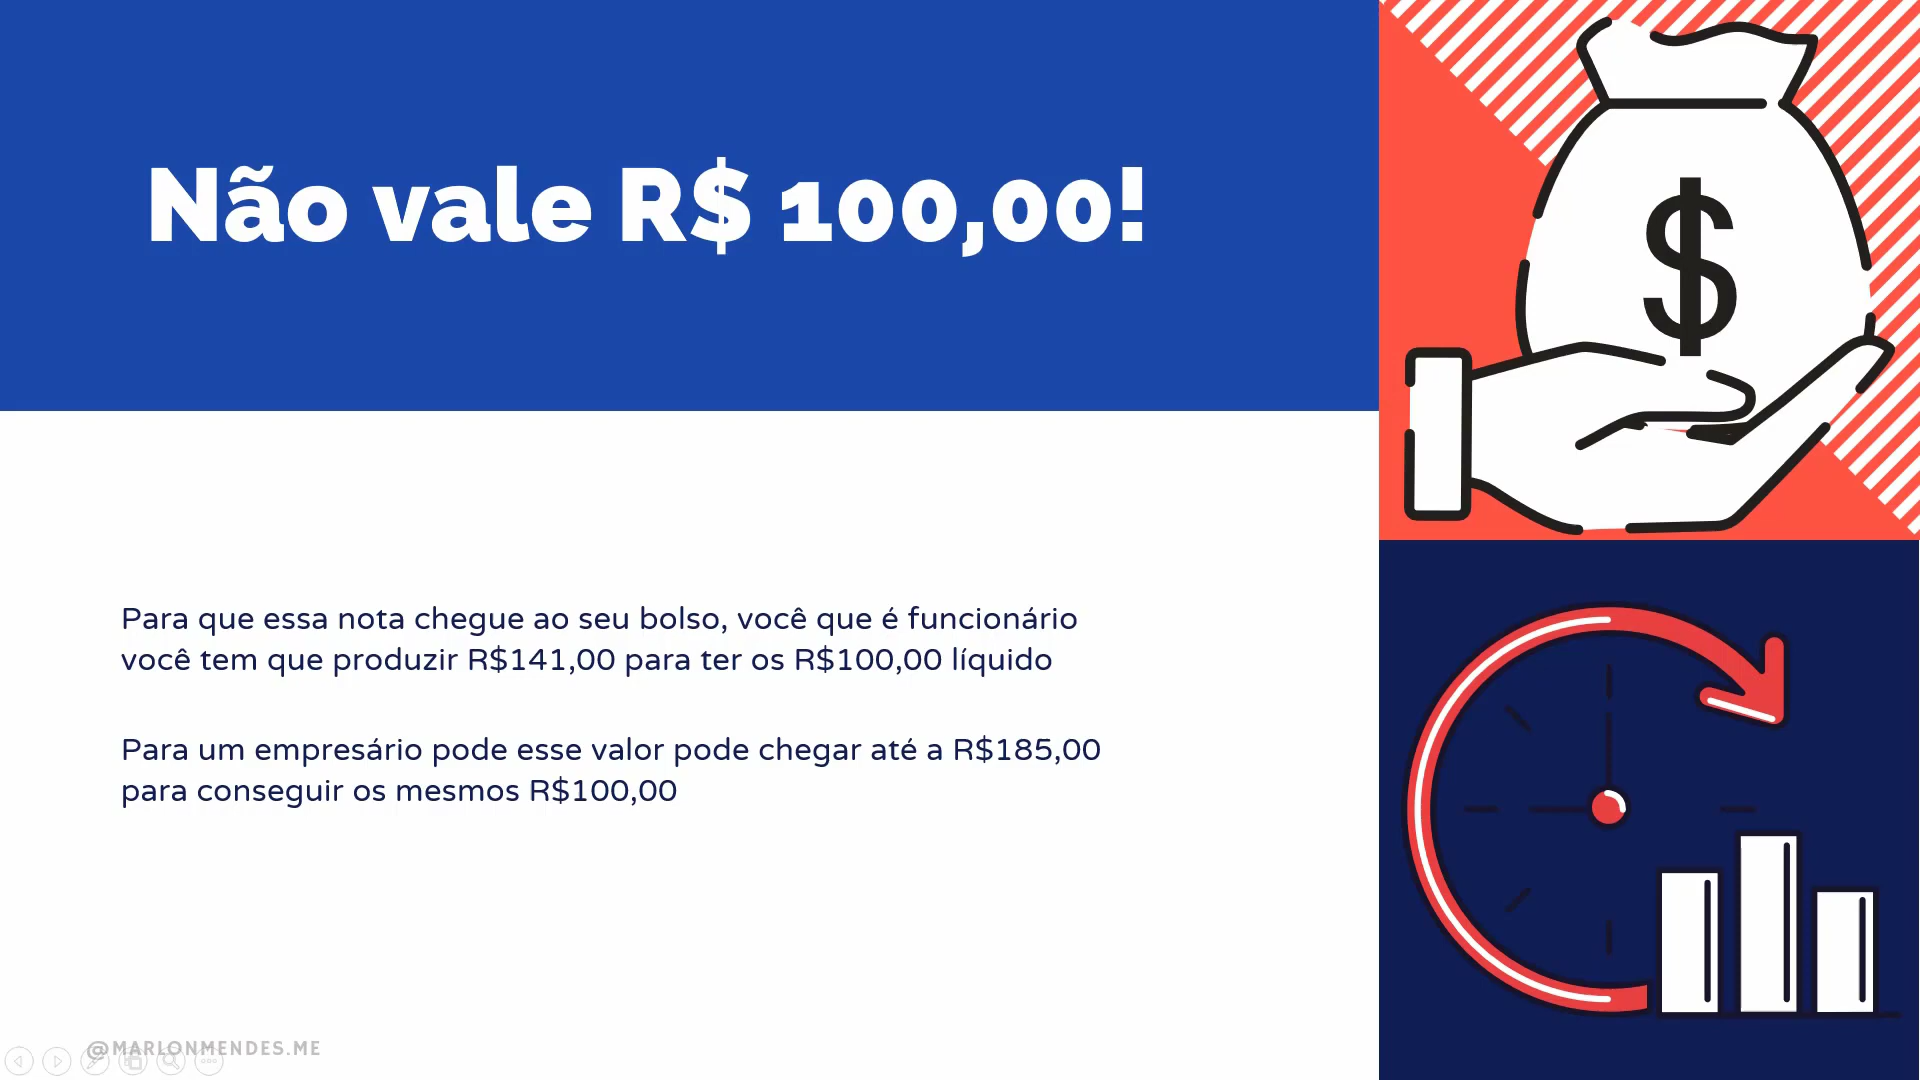 Não vale R$ 100,00!
$
Para que essa nota chegue ao seu bolso, você que é funcionário
você tem que produzir R$141,00 para ter os R$100,00 líquido
Para um empresário pode esse valor pode chegar até a R$185,00
para conseguir os mesmos R$100,00
@MARLONMENDES.ME